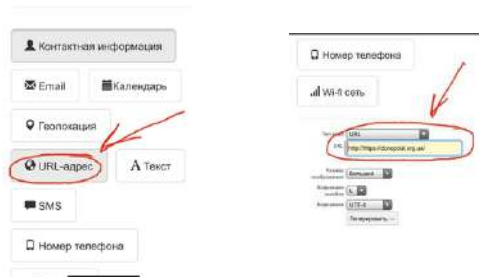 Контактная информация
Email
Календарь
Геолокация
URL-адрес
A Текст
SMS
Номер телефона
Номер телефона
Wi-fi сеть
URL
URL
Большой
L
UTF-8